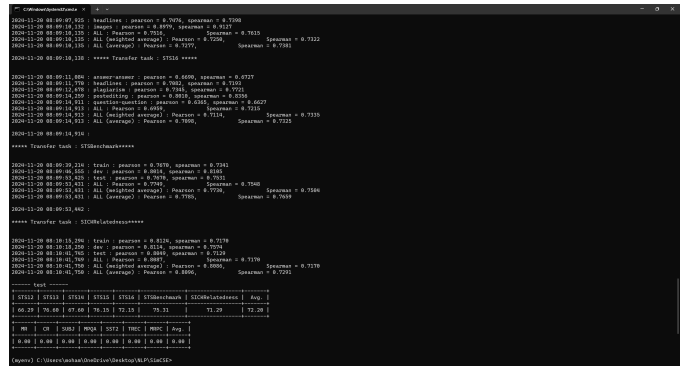 C:\Windows\System32\cmd.e
2024-11-20 08:09:07,925 : headlines : pearson = 0.7476, spearman = 0.7398
2024-11-20 08:09:10,132 : images : pearson = 0.8979, spearman = 0.9127
2024-11-20 08:09:10,135 : ALL : Pearson = 0.7516, Spearman = 0.7615
2024-11-20 08:09:10,135 : ALL (weighted average) : Pearson = 0.7250, Spearman = 0.7322
2024-11-20 08:09:10,135 : ALL (average) : Pearson = 0.7277, Spearman = 0.7381
2024-11-20 08:09:10,138 : ***** Transfer task : STS16 *****
2024-11-20 08:09:11,084 : answer-answer : pearson = 0.6690, spearman = 0.6727
2024-11-20 08:09:11,770 : headlines : pearson = 0.7082, spearman = 0.7193
2024-11-20 08:09:12,678 : plagiarism : pearson = 0.7345, spearman = 0.7721
2024-11-20 08:09:14,259 : postediting : pearson = 0.8010, spearman = 0.8356
2024-11-20 08:09:14,911 : question-question : pearson = 0.6365, spearman = 0.6627
2024-11-20 08:09:14,913 : ALL : Pearson = 0.6959, Spearman = 0.7215
2024-11-20 08:09:14,913 : ALL (weighted average) : Pearson = 0.7114, Spearman = 0.7335
2024-11-20 08:09:14,913 : ALL (average) : Pearson = 0.7098, Spearman = 0.7325
2024-11-20 08:09:14,914 :
***** Transfer task : STSBenchmark*****
2024-11-20 08:09:39,214 : train : pearson = 0.7670, spearman = 0.7341
2024-11-20 08:09:46,555 : dev : pearson = 0.8014, spearman = 0.8105
2024-11-20 08:09:53,425 : test : pearson = 0.7670, spearman = 0.7531
2024-11-20 08:09:53,431 : ALL : Pearson = 0.7749, Spearman = 0.7548
2024-11-20 08:09:53,431 : ALL (weighted average) : Pearson = 0.7730, Spearman = 0.7504
2024-11-20 08:09:53,431 : ALL (average) : Pearson = 0.7785, Spearman = 0.7659
2024-11-20 08:09:53,442 :
***** Transfer task : SICKRelatedness*****
2024-11-20 08:10:15,294 : train : pearson = 0.8124, spearman = 0.7170
2024-11-20 08:10:18,250 : dev : pearson = 0.8114, spearman = 0.7574
2024-11-20 08:10:41,745 : test : pearson = 0.8049, spearman = 0.7129
2024-11-20 08:10:41,749 : ALL : Pearson = 0.8087, Spearman = 0.7170
2024-11-20 08:10:41,750 : ALL (weighted average) : Pearson = 0.8086, Spearman = 0.7170
2024-11-20 08:10:41,750 : ALL (average) : Pearson = 0.8096, Spearman = 0.7291
------ test ------
| STS12 | STS13 | STS14 | STS15 | STS16 | STSBenchmark | SICKRelatedness | Avg. |
| 66.29 | 76.60 | 67.60 | 76.15 | 72.15 | 75.31 | 71.29 | 72.20 |
| MR | CR | SUBJ | MPQA | SST2 | TREC | MRPC | Avg. |
| 0.00 | 0.00 | 0.00 | 0.00 | 0.00 | 0.00 | 0.00 | 0.00 |
(myenv) C:\Users\moham\OneDrive\Desktop\NLP\SimCSE>